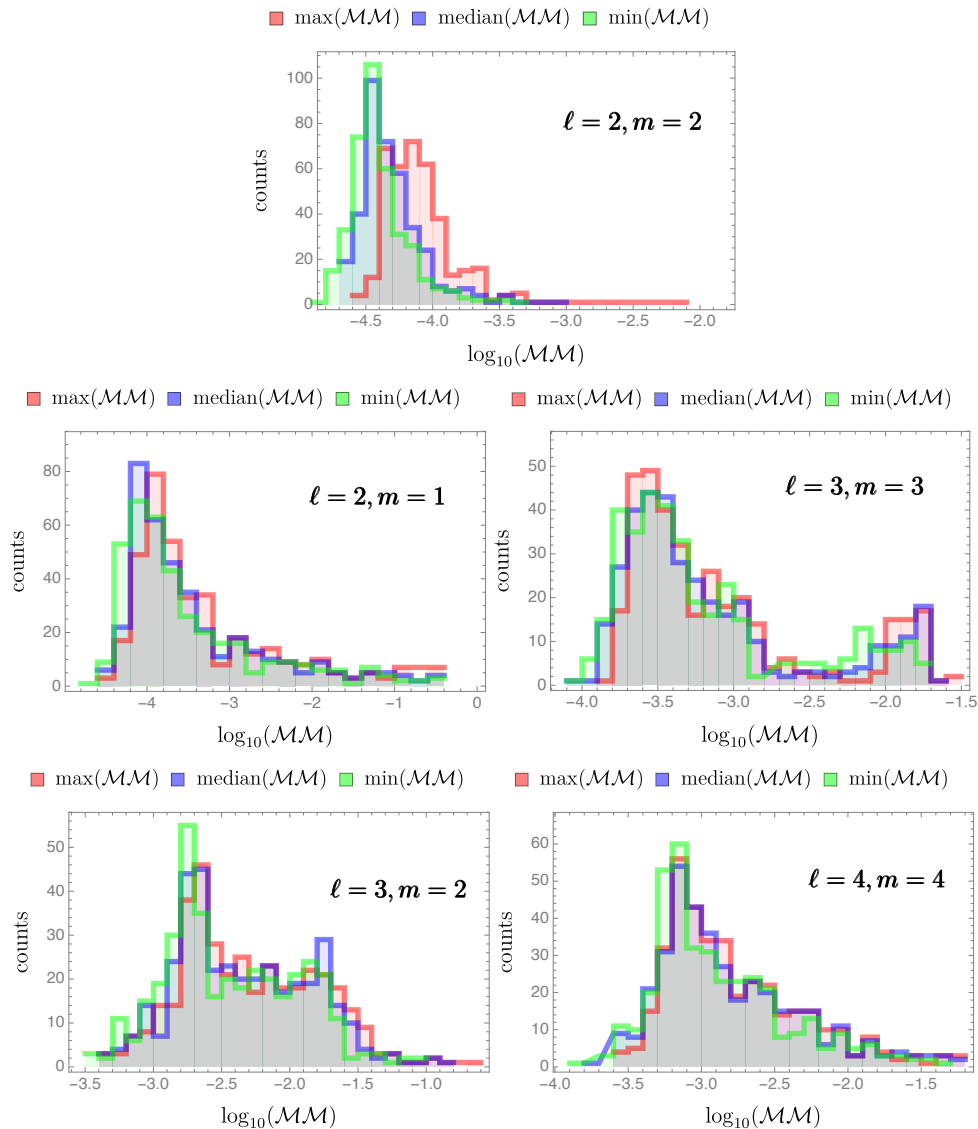 max(ℳℳ) median(ℳℳ) min(ℳℳ)
100
80
60
40
20
0
counts
ℓ = 2, m = 2
−4.5 −4.0 −3.5 −3.0 −2.5 −2.0
log₁₀(ℳℳ)
max(ℳℳ) median(ℳℳ) min(ℳℳ)
80
60
40
20
0
counts
ℓ = 2, m = 1
−4 −3 −2 −1 0
log₁₀(ℳℳ)
max(ℳℳ) median(ℳℳ) min(ℳℳ)
50
40
30
20
10
0
counts
ℓ = 3, m = 3
−4.0 −3.5 −3.0 −2.5 −2.0 −1.5
log₁₀(ℳℳ)
max(ℳℳ) median(ℳℳ) min(ℳℳ)
50
40
30
20
10
0
counts
ℓ = 3, m = 2
−3.5 −3.0 −2.5 −2.0 −1.5 −1.0
log₁₀(ℳℳ)
max(ℳℳ) median(ℳℳ) min(ℳℳ)
60
50
40
30
20
10
0
counts
ℓ = 4, m = 4
−4.0 −3.5 −3.0 −2.5 −2.0 −1.5
log₁₀(ℳℳ)